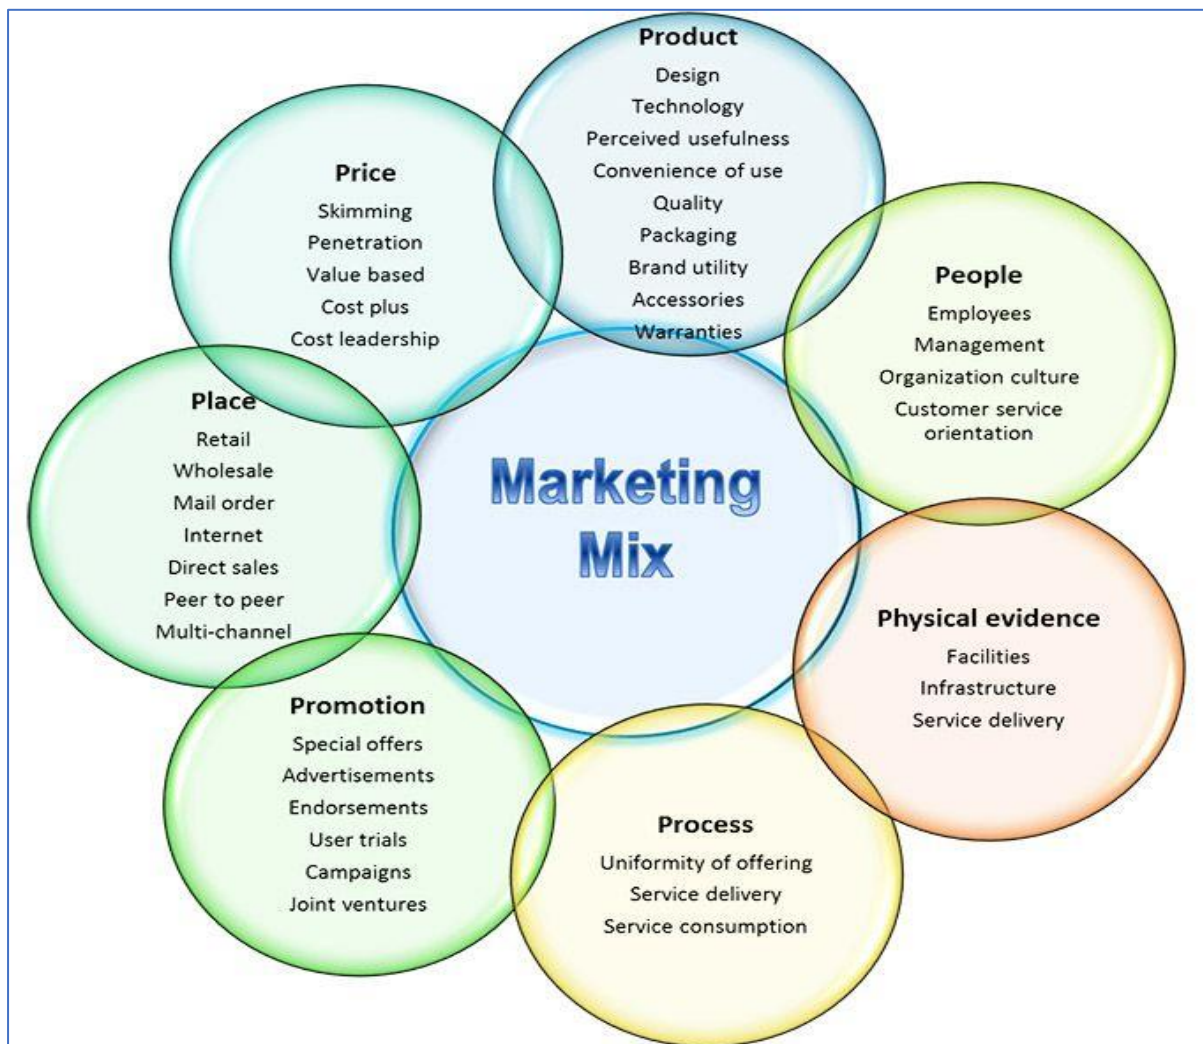 Product
Design
Technology
Perceived usefulness
Convenience of use
Quality
Packaging
Brand utility
Accessories
Warranties
Price
Skimming
Penetration
Value based
Cost plus
Cost leadership
People
Employees
Management
Organization culture
Customer service
orientation
Place
Retail
Wholesale
Mail order
Internet
Direct sales
Peer to peer
Multi-channel
Marketing
Mix
Physical evidence
Facilities
Infrastructure
Service delivery
Promotion
Special offers
Advertisements
Endorsements
User trials
Campaigns
Joint ventures
Process
Uniformity of offering
Service delivery
Service consumption